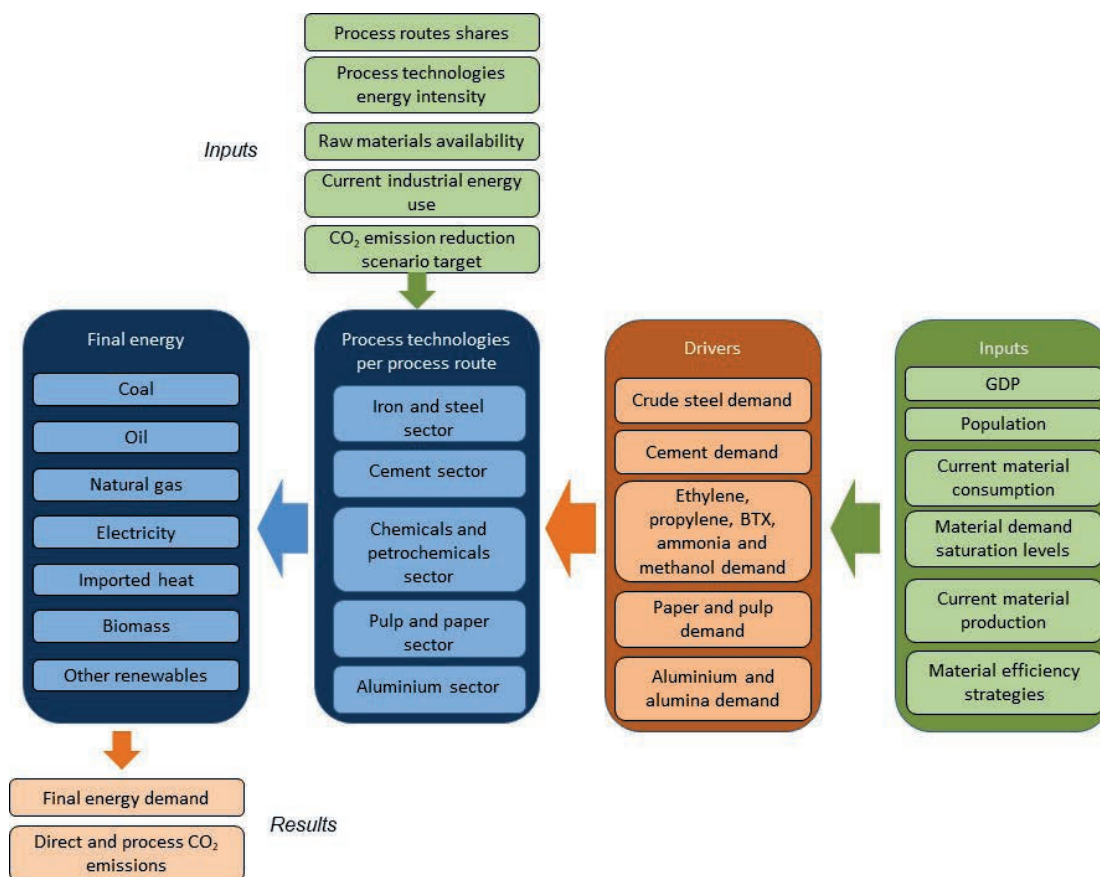 Process routes shares
Process technologies
energy intensity
Inputs
Raw materials availability
Current industrial energy
use
CO₂ emission reduction
scenario target
Final energy
Coal
Oil
Natural gas
Electricity
Imported heat
Biomass
Other renewables
Process technologies
per process route
Iron and steel
sector
Cement sector
Chemicals and
petrochemicals
sector
Pulp and paper
sector
Aluminium sector
Drivers
Crude steel demand
Cement demand
Ethylene,
propylene, BTX,
ammonia and
methanol demand
Paper and pulp
demand
Aluminium and
alumina demand
Inputs
GDP
Population
Current material
consumption
Material demand
saturation levels
Current material
production
Material efficiency
strategies
Final energy demand
Direct and process CO₂
emissions
Results